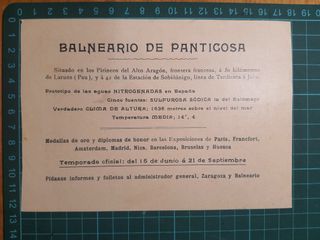 BALNEARIO DE PANTICOSA
Situado en los Pirineos del Alto Aragón, frontera francesa, á 50 kilómetros
de Laruns (Pau), y á 41 de la Estación de Sabiñánigo, línea de Tardienta á Jaca.
Prototipo de las aguas NITROGENADAS en España
Cinco fuentes: SULFUROSA SÓDICA la del Estómago
Verdadero CLIMA DE ALTURA: 1636 metros sobre el nivel del mar
Temperatura MEDIA: 14°, 4
Medallas de oro y diplomas de honor en las Exposiciones de París, Francfort,
Amsterdam, Madrid, Niza, Barcelona, Bruselas y Huesca
Temporada oficial: del 15 de Junio á 21 de Septiembre
Pídanse informes y folletos al administrador general, Zaragoza y Balneario